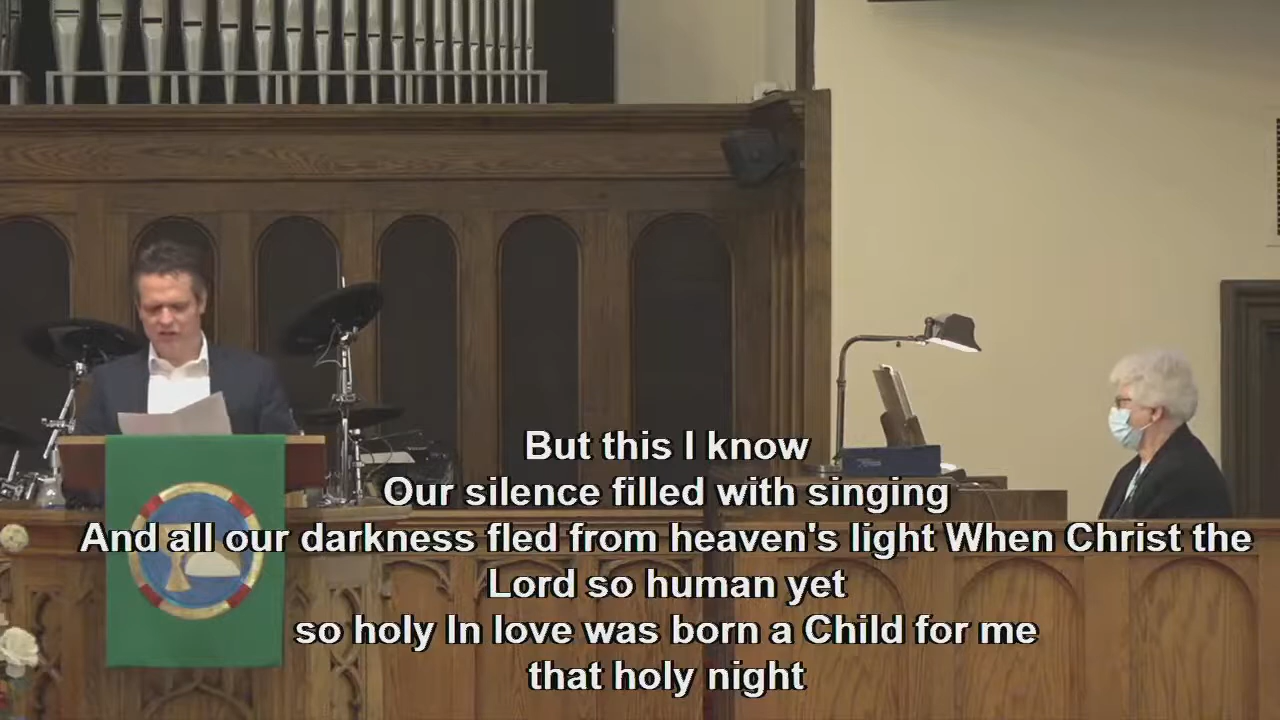 But this I know
Our silence filled with singing
And all our darkness fled from heaven's light When Christ the
Lord so human yet
so holy In love was born a Child for me
that holy night